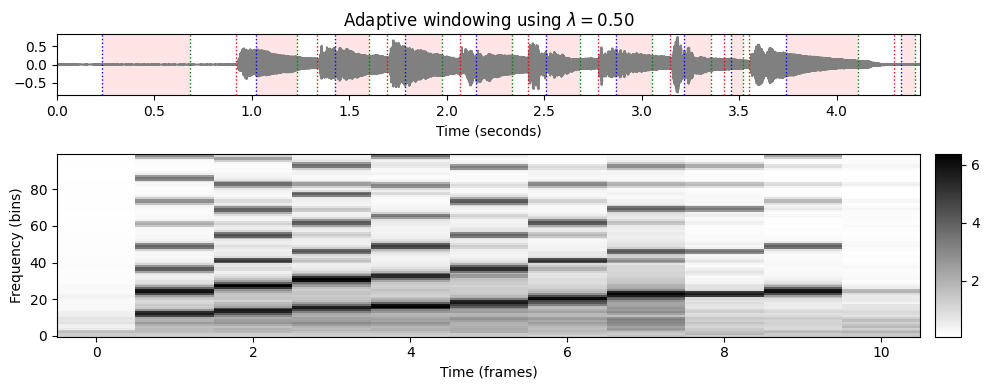 Adaptive windowing using λ = 0.50
0.5
0.0
−0.5
0.0 0.5 1.0 1.5 2.0 2.5 3.0 3.5 4.0
Time (seconds)
Frequency (bins)
80
60
40
20
0
0 2 4 6 8 10
Time (frames)
6
4
2